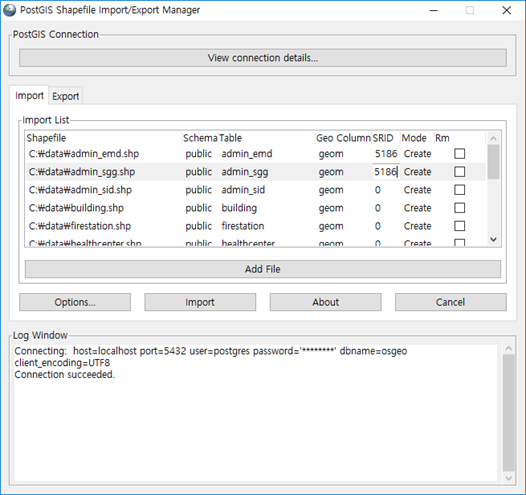 PostGIS Shapefile Import/Export Manager
PostGIS Connection
View connection details...
Import Export
Import List
Shapefile Schema Table Geo Column SRID Mode Rm
C:₩data₩admin_emd.shp public admin_emd geom 5186 Create
C:₩data₩admin_sgg.shp public admin_sgg geom 5186 Create
C:₩data₩admin_sid.shp public admin_sid geom 0 Create
C:₩data₩building.shp public building geom 0 Create
C:₩data₩firestation.shp public firestation geom 0 Create
C:₩data₩healthcenter.shp public healthcenter geom 0 Create
Add File
Options... Import About Cancel
Log Window
Connecting: host=localhost port=5432 user=postgres password='********' dbname=osgeo
client_encoding=UTF8
Connection succeeded.